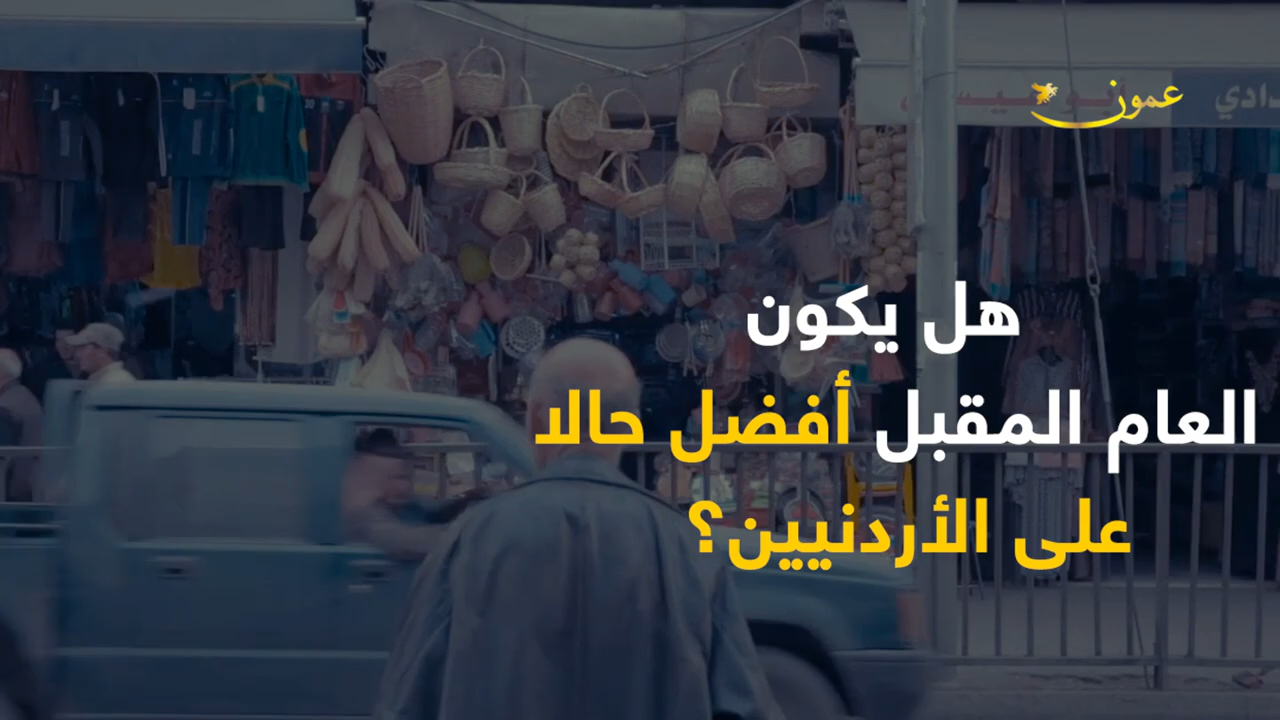 عمون
هل يكون
العام المقبل أفضل حالا
على الأردنيين؟